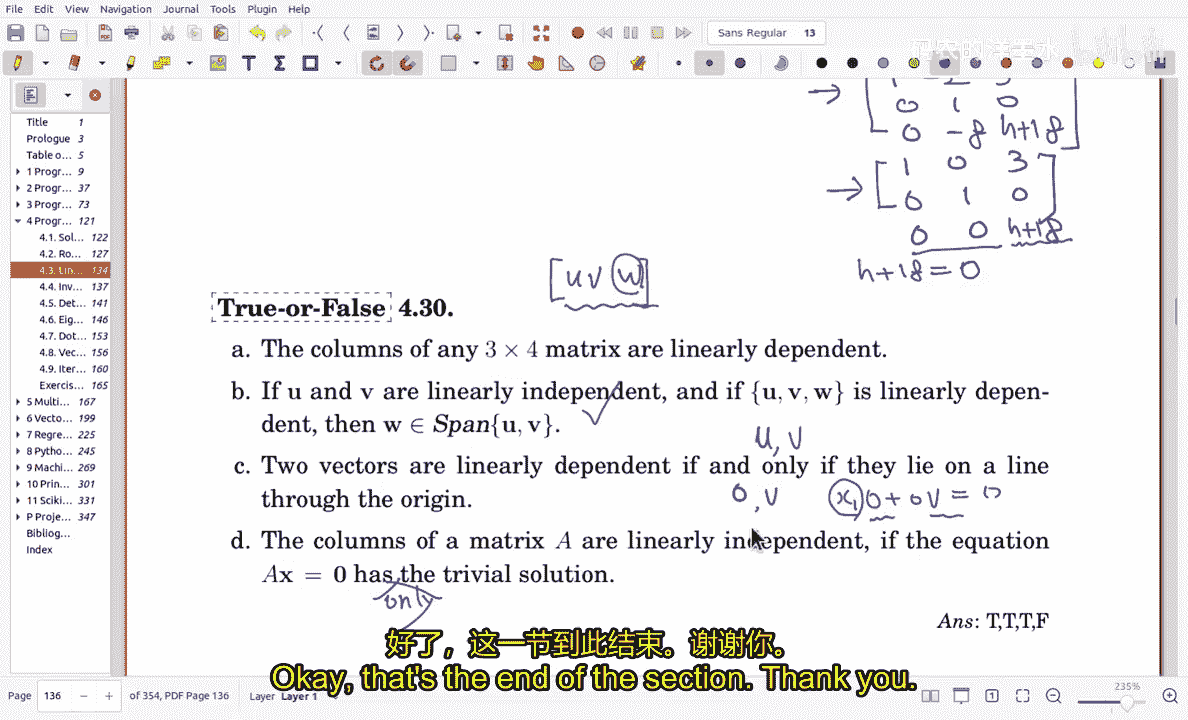 File Edit View Navigation Journal Tools Plugin Help
Sans Regular 13
Title 1
Prologue 3
Table o... 5
1 Progr... 9
2 Progr... 37
3 Progr... 73
4 Progr... 121
4.1. Sol... 122
4.2. Ro... 127
4.3. Lin... 134
4.4. Inv... 137
4.5. Det... 141
4.6. Eig... 146
4.7. Dot... 153
4.8. Vec... 156
4.9. Iter... 160
Exercis... 165
5 Multi... 167
6 Vecto... 199
7 Regre... 225
8 Pytho... 245
9 Machi... 269
10 Prin... 301
11 Sciki... 331
P Proje... 347
Bibliog...
Index
0 1 0
0 -8 h+18
→ [ 1 0 3 ]
0 1 0
0 0 h+18
h+18=0
[u v w]
True-or-False 4.30.
a. The columns of any 3 × 4 matrix are linearly dependent.
b. If u and v are linearly independent, and if {u, v, w} is linearly depen-
dent, then w ∈ Span{u, v}. ✓
u, v
c. Two vectors are linearly dependent if and only if they lie on a line
through the origin.
0, v x₁0 + 0v = 0
d. The columns of a matrix A are linearly independent, if the equation
Ax = 0 has the trivial solution.
only
Ans: T,T,T,F
好了，这一节到此结束。谢谢你。
Okay, that's the end of the section. Thank you.
Page 136 of 354, PDF Page 136 Layer Layer 1 235%